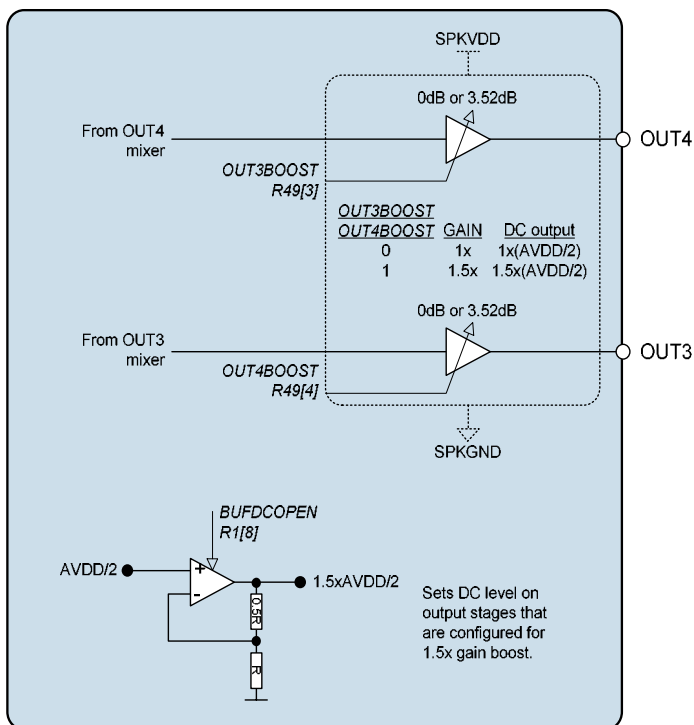 SPKVDD
0dB or 3.52dB
From OUT4
mixer
OUT4
OUT3BOOST
R49[3]
OUT3BOOST
OUT4BOOST GAIN DC output
0 1x 1x(AVDD/2)
1 1.5x 1.5x(AVDD/2)
0dB or 3.52dB
From OUT3
mixer
OUT3
OUT4BOOST
R49[4]
SPKGND
BUFDCOPEN
R1[8]
AVDD/2
+
-
1.5xAVDD/2
0.5R
R
Sets DC level on
output stages that
are configured for
1.5x gain boost.